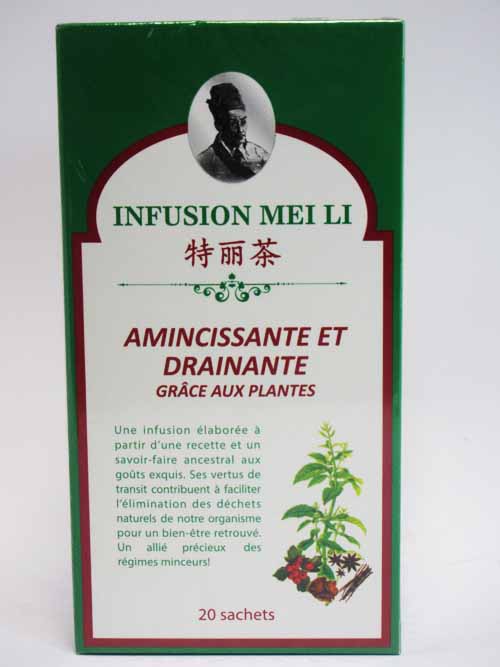 INFUSION MEI LI
特丽茶
AMINCISSANTE ET
DRAINANTE
GRÂCE AUX PLANTES
Une infusion élaborée à
partir d'une recette et un
savoir-faire ancestral aux
goûts exquis. Ses vertus de
transit contribuent à faciliter
l'élimination des déchets
naturels de notre organisme
pour un bien-être retrouvé.
Un allié précieux des
régimes minceurs!
20 sachets